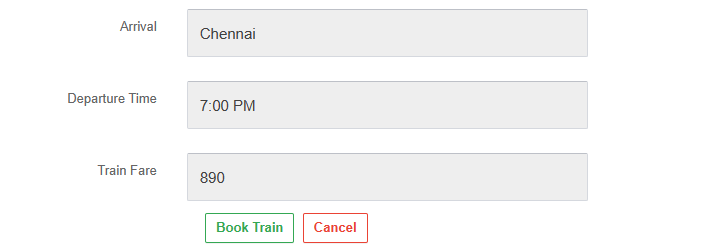 Arrival Chennai
Departure Time 7:00 PM
Train Fare 890
Book Train Cancel